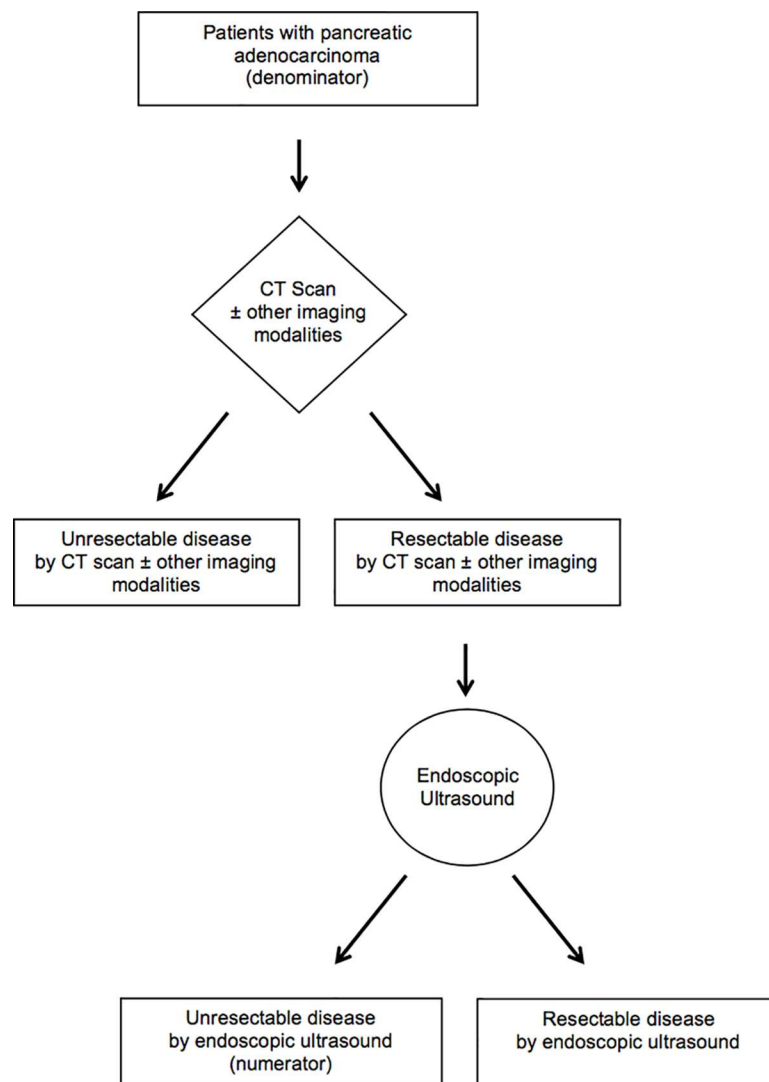 Patients with pancreatic
adenocarcinoma
(denominator)
CT Scan
± other imaging
modalities
Unresectable disease
by CT scan ± other imaging
modalities
Resectable disease
by CT scan ± other imaging
modalities
Endoscopic
Ultrasound
Unresectable disease
by endoscopic ultrasound
(numerator)
Resectable disease
by endoscopic ultrasound